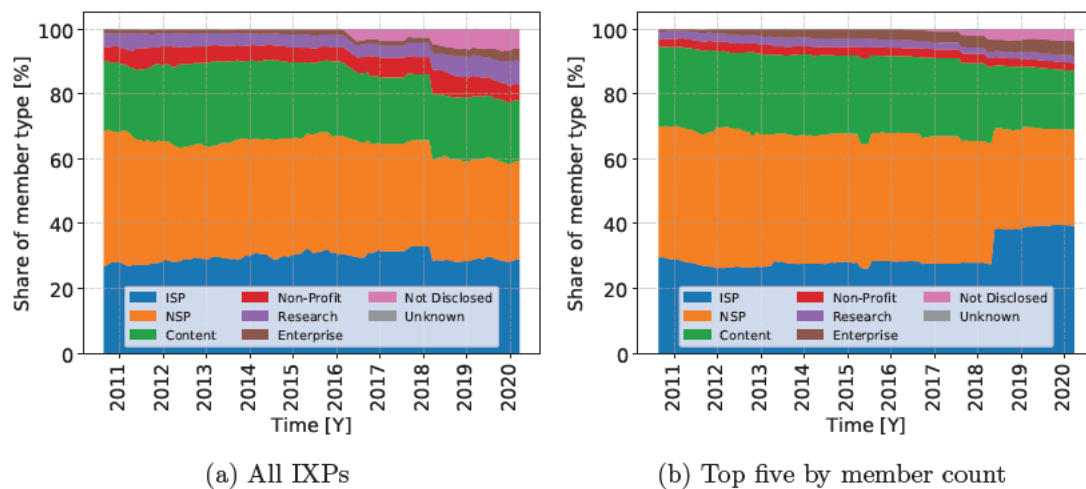 100
80
60
40
20
0
Share of member type [%]
ISP
NSP
Content
Non-Profit
Research
Enterprise
Not Disclosed
Unknown
2011 2012 2013 2014 2015 2016 2017 2018 2019 2020
Time [Y]
(a) All IXPs
100
80
60
40
20
0
Share of member type [%]
ISP
NSP
Content
Non-Profit
Research
Enterprise
Not Disclosed
Unknown
2011 2012 2013 2014 2015 2016 2017 2018 2019 2020
Time [Y]
(b) Top five by member count